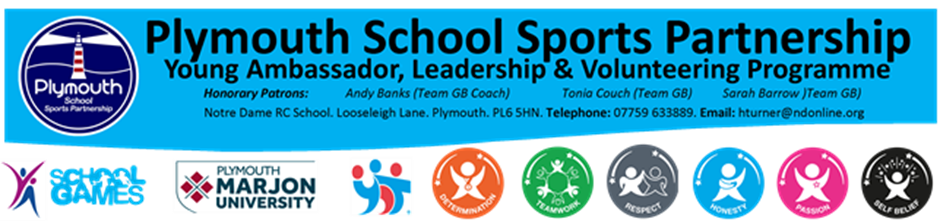 Plymouth School Sports Partnership
Young Ambassador, Leadership & Volunteering Programme
Honorary Patrons: Andy Banks (Team GB Coach) Tonia Couch (Team GB) Sarah Barrow )Team GB)
Notre Dame RC School. Looseleigh Lane. Plymouth. PL6 5HN. Telephone: 07759 633889. Email: hturner@ndonline.org
Plymouth
School
Sports Partnership
SCHOOL
GAMES
PLYMOUTH
MARJON
UNIVERSITY
DETERMINATION
TEAMWORK
RESPECT
HONESTY
PASSION
SELF BELIEF